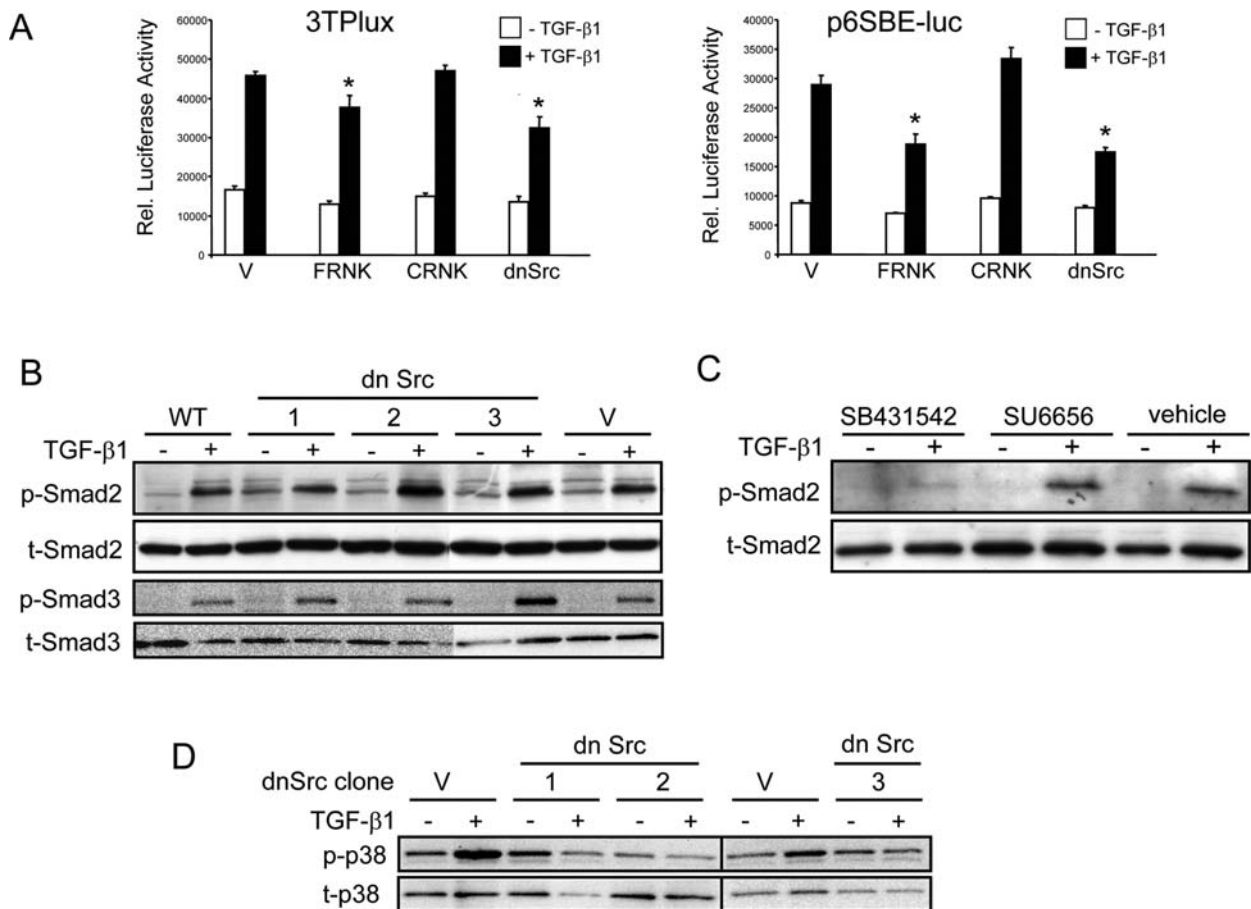 A
3TPlux
- TGF-β1
+ TGF-β1
Rel. Luciferase Activity
60000
50000
40000
30000
20000
10000
0
* *
V FRNK CRNK dnSrc
p6SBE-luc
- TGF-β1
+ TGF-β1
Rel. Luciferase Activity
40000
35000
30000
25000
20000
15000
10000
5000
0
* *
V FRNK CRNK dnSrc
B
dn Src
WT 1 2 3 V
TGF-β1 - + - + - + - + - +
p-Smad2
t-Smad2
p-Smad3
t-Smad3
C
SB431542 SU6656 vehicle
TGF-β1 - + - + - +
p-Smad2
t-Smad2
D
dn Src dn Src
dnSrc clone V 1 2 V 3
TGF-β1 - + - + - + - + - +
p-p38
t-p38